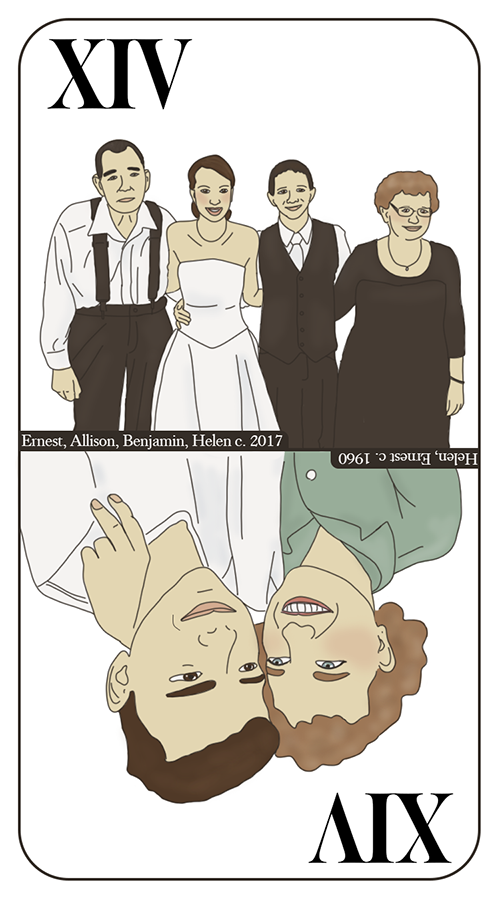 XIV
Ernest, Allison, Benjamin, Helen c. 2017
Helen, Ernest c. 1960
XIV